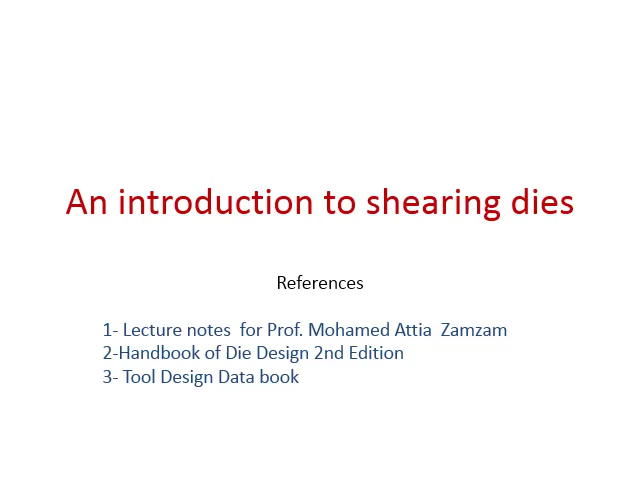 An introduction to shearing dies
References
1- Lecture notes  for Prof. Mohamed Attia  Zamzam
2-Handbook of Die Design 2nd Edition
3- Tool Design Data book